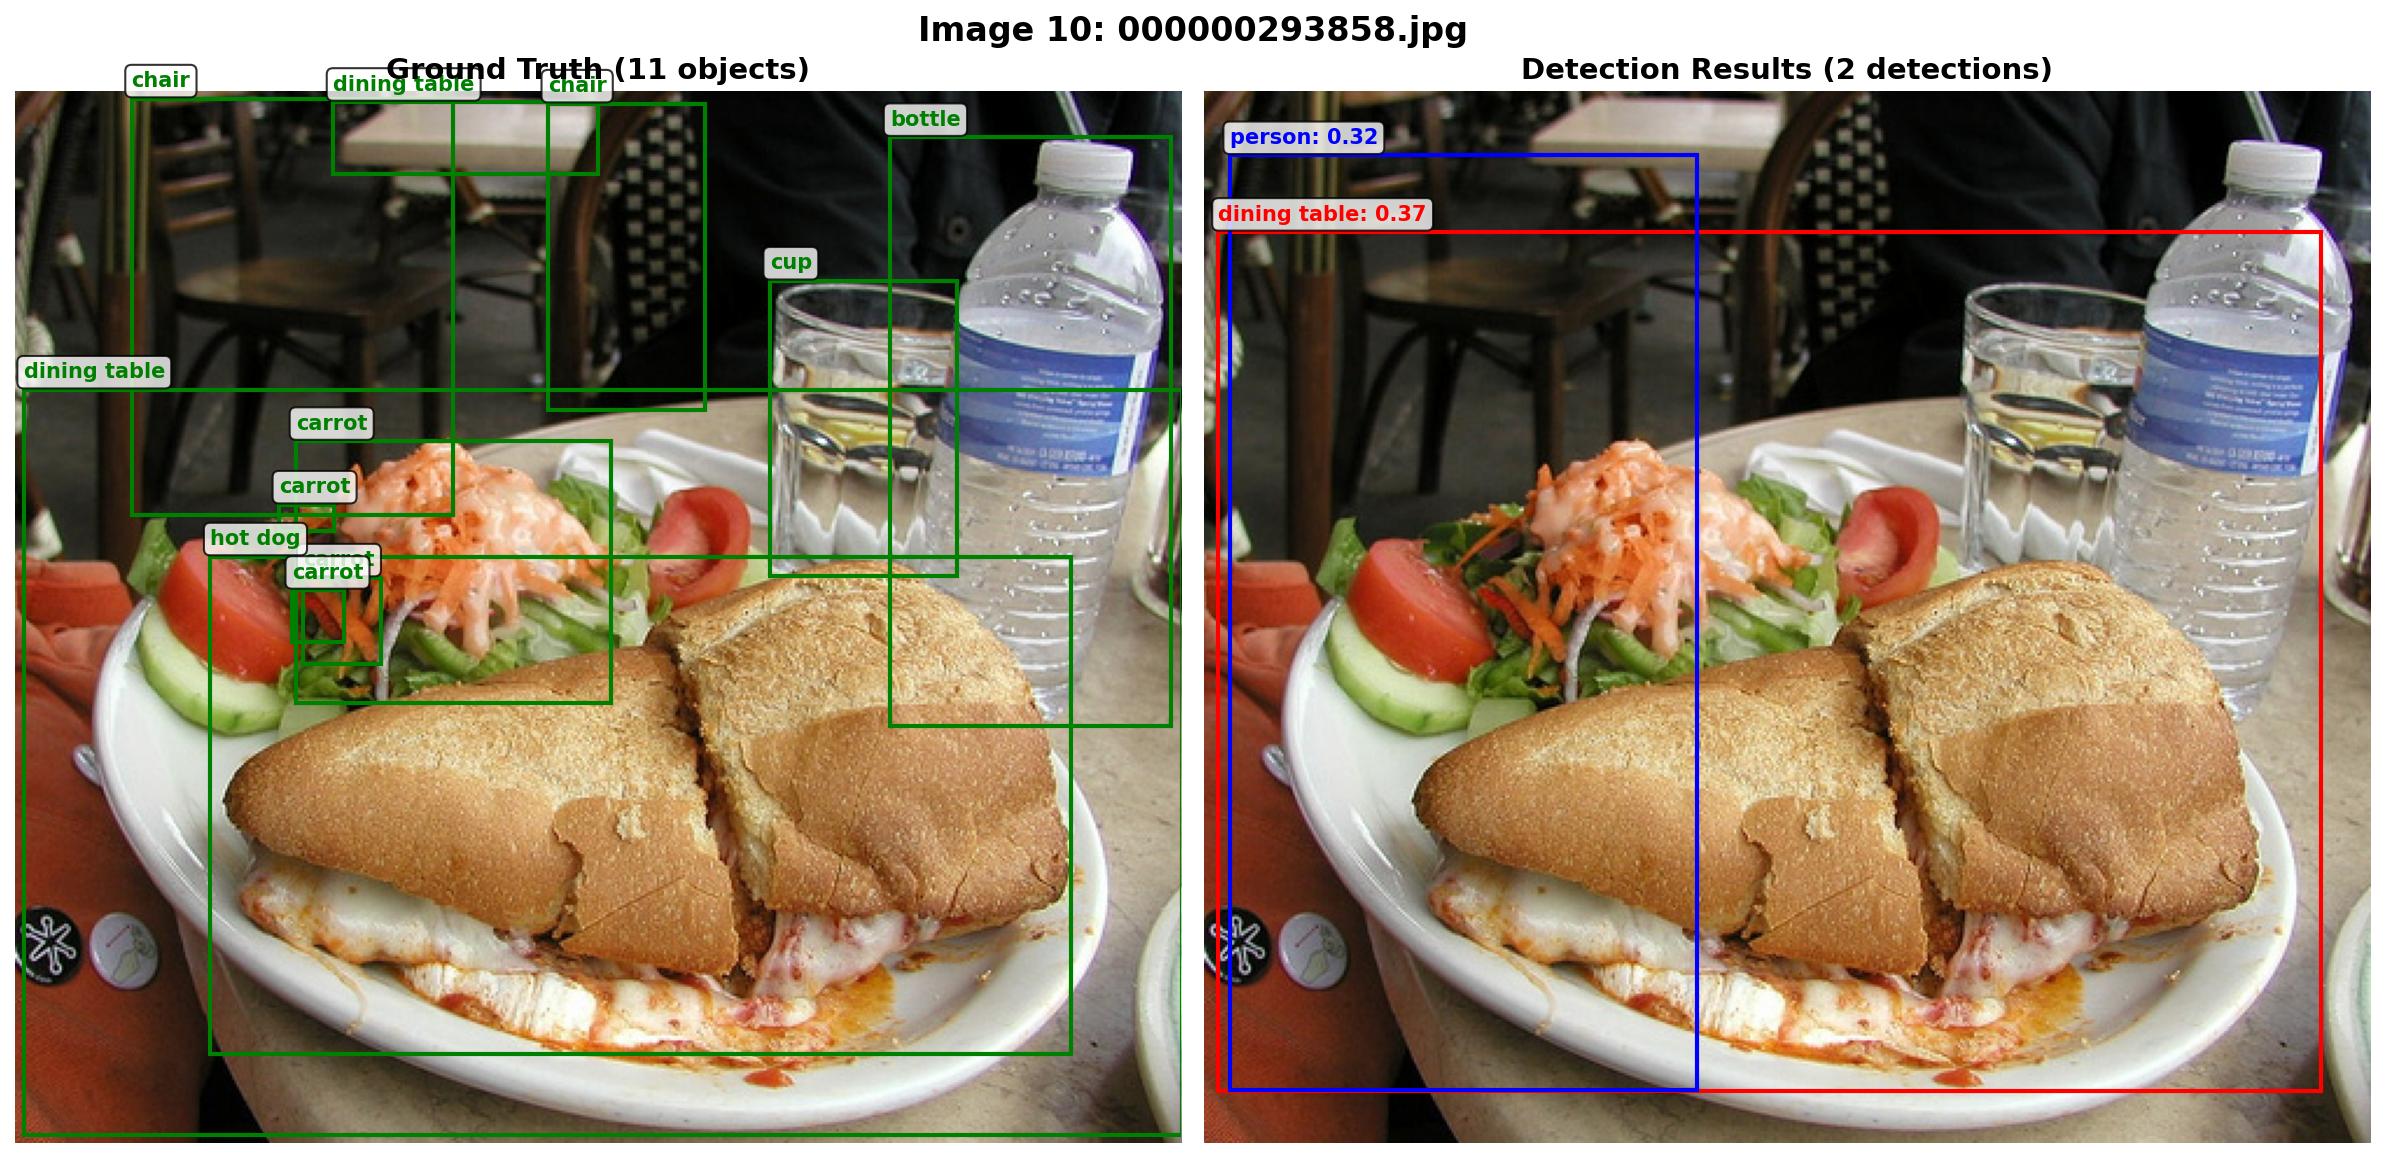 Image 10: 000000293858.jpg
Ground Truth (11 objects)
chair
dining table
chair
bottle
cup
dining table
carrot
carrot
hot dog
carrot
carrot
Detection Results (2 detections)
person: 0.32
dining table: 0.37